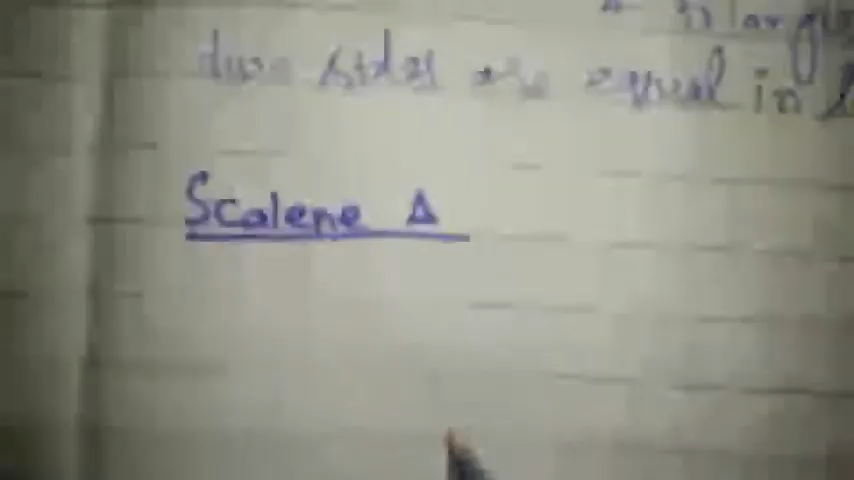 two sides are equal in
Scalene Δ